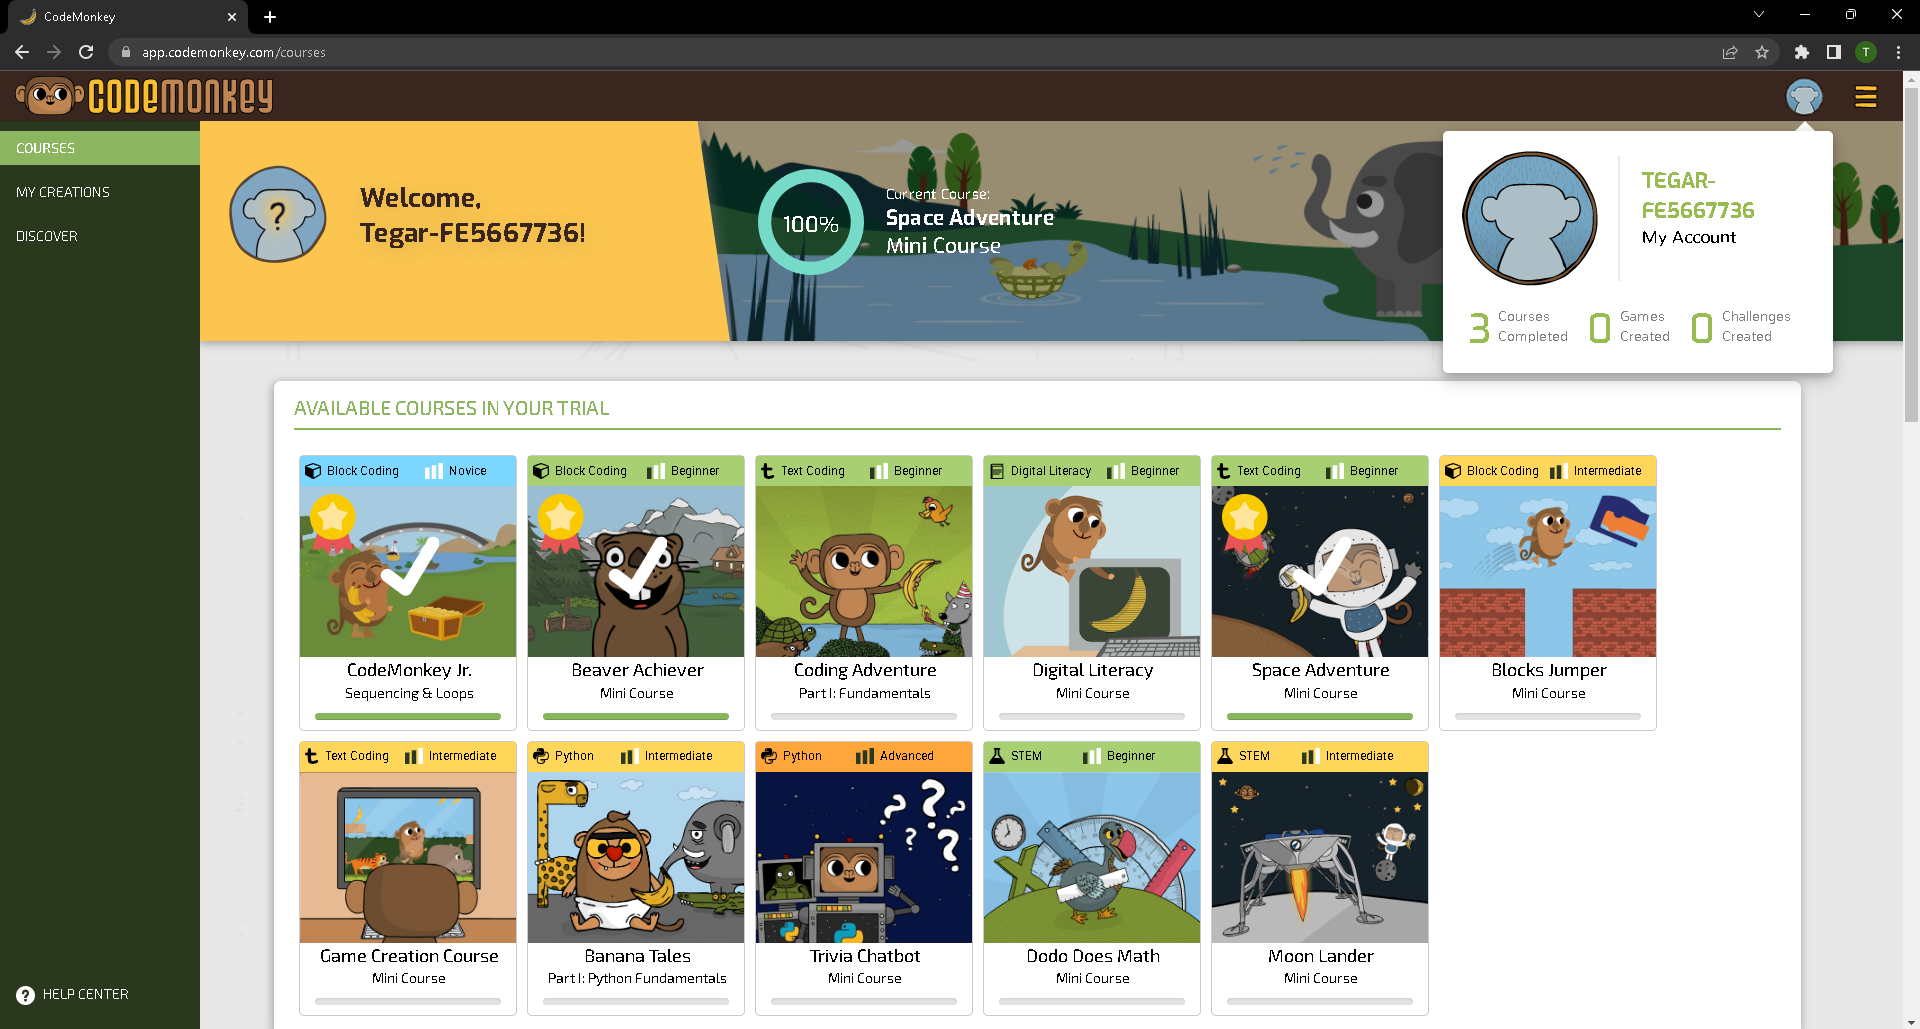 CodeMonkey
app.codemonkey.com/courses
T
CODEMONKEY
COURSES
MY CREATIONS
DISCOVER
HELP CENTER
?
Welcome,
Tegar-FE5667736!
100%
Current Course:
Space Adventure
Mini Course
TEGAR-
FE5667736
My Account
3 Courses
Completed
0 Games
Created
0 Challenges
Created
AVAILABLE COURSES IN YOUR TRIAL
Block Coding Novice
CodeMonkey Jr.
Sequencing & Loops
Block Coding Beginner
Beaver Achiever
Mini Course
Text Coding Beginner
Coding Adventure
Part I: Fundamentals
Digital Literacy Beginner
Digital Literacy
Mini Course
Text Coding Beginner
Space Adventure
Mini Course
Block Coding Intermediate
Blocks Jumper
Mini Course
Text Coding Intermediate
Game Creation Course
Mini Course
Python Intermediate
Banana Tales
Part I: Python Fundamentals
Python Advanced
? ? ? ?
Trivia Chatbot
Mini Course
STEM Beginner
Dodo Does Math
Mini Course
STEM Intermediate
Moon Lander
Mini Course